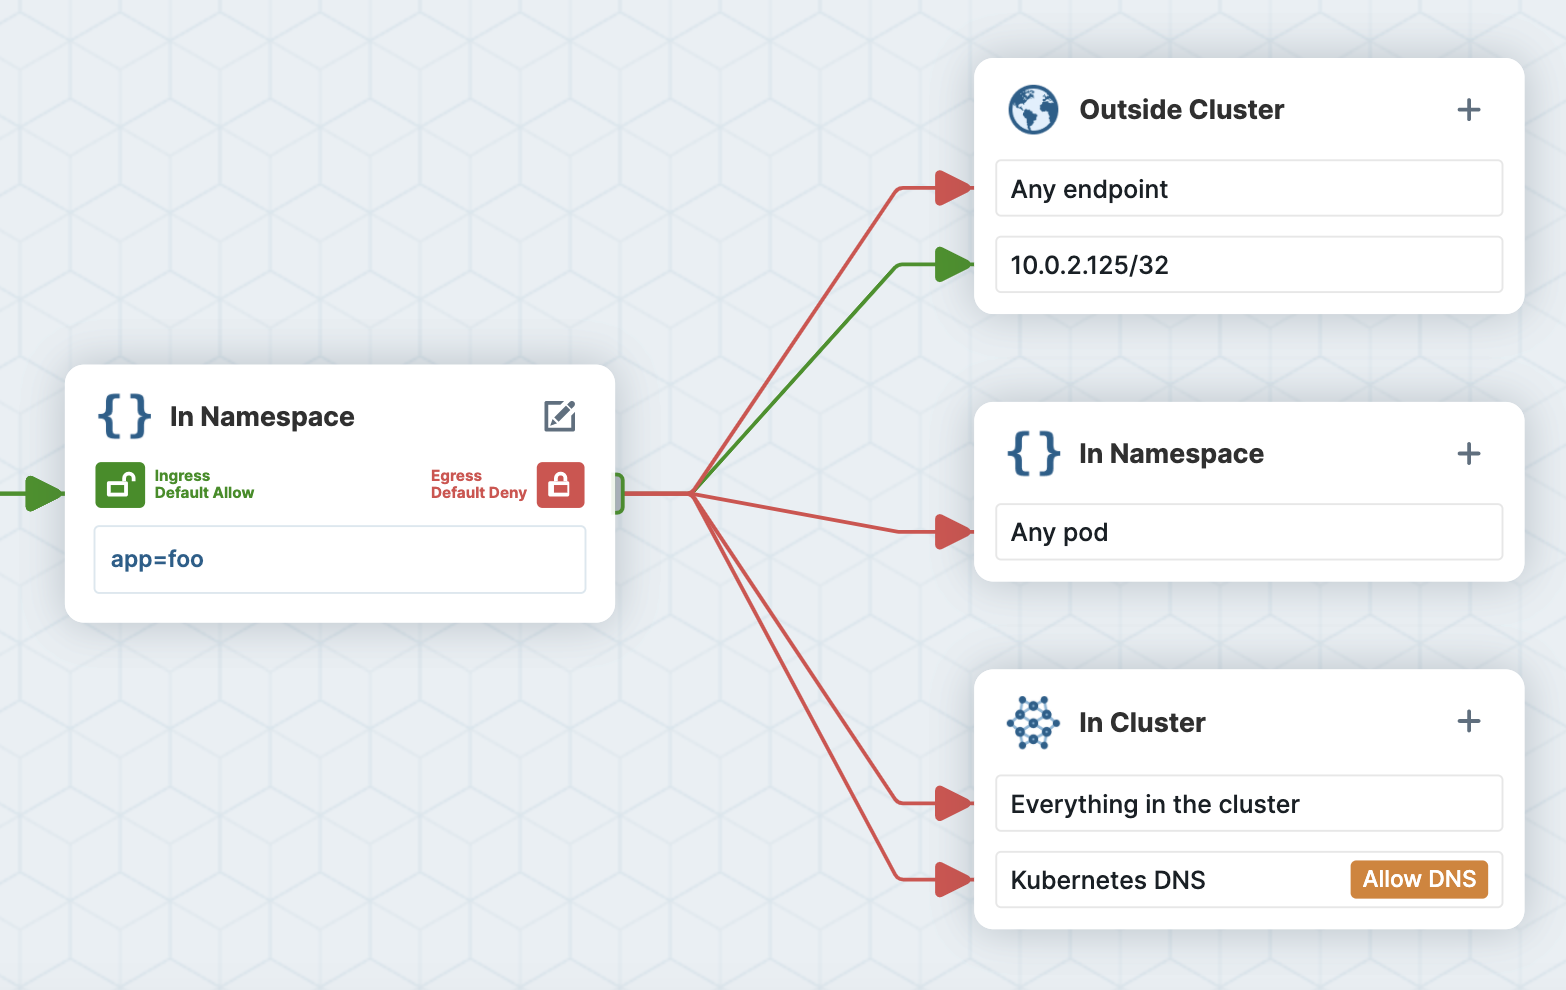 Outside Cluster
Any endpoint
10.0.2.125/32
In Namespace
Ingress
Default Allow
Egress
Default Deny
app=foo
In Namespace
Any pod
In Cluster
Everything in the cluster
Kubernetes DNS
Allow DNS